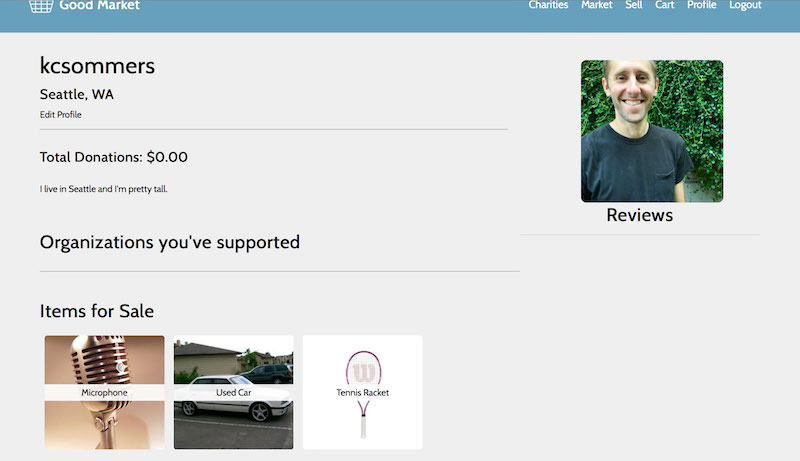 Good Market
Charities Market Sell Cart Profile Logout
kcsommers
Seattle, WA
Edit Profile
Total Donations: $0.00
I live in Seattle and I'm pretty tall.
Reviews
Organizations you've supported
Items for Sale
Microphone
Used Car
Tennis Racket
W